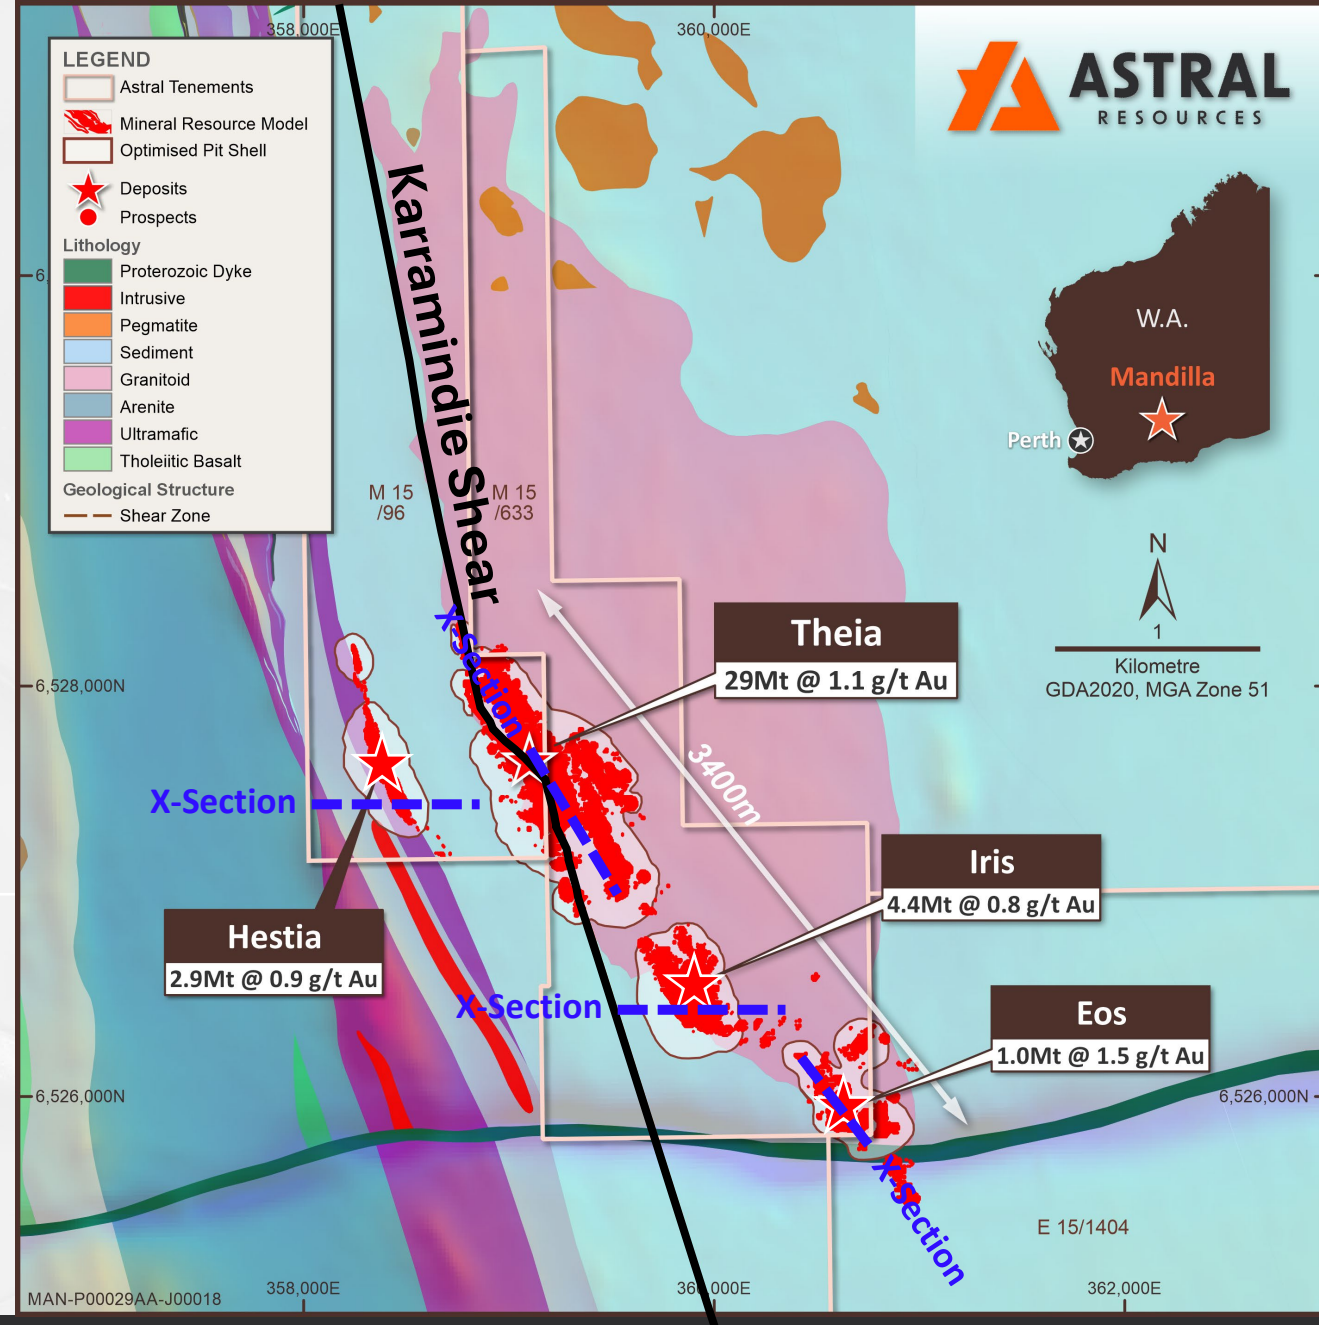 358,000E
360,000E
LEGEND
Astral Tenements
Mineral Resource Model
Optimised Pit Shell
Deposits
Prospects
Lithology
Proterozoic Dyke
Intrusive
Pegmatite
Sediment
Granitoid
Arenite
Ultramafic
Tholeiitic Basalt
Geological Structure
Shear Zone
ASTRAL
RESOURCES
W.A.
Mandilla
Perth
N
1
Kilometre
GDA2020, MGA Zone 51
Karramindie Shear
M 15
/96
M 15
/633
X-Section
Theia
29Mt @ 1.1 g/t Au
6,528,000N
3400m
X-Section
Iris
4.4Mt @ 0.8 g/t Au
Hestia
2.9Mt @ 0.9 g/t Au
X-Section
Eos
1.0Mt @ 1.5 g/t Au
6,526,000N
6,526,000N
X-Section
E 15/1404
MAN-P00029AA-J00018
358,000E
360,000E
362,000E